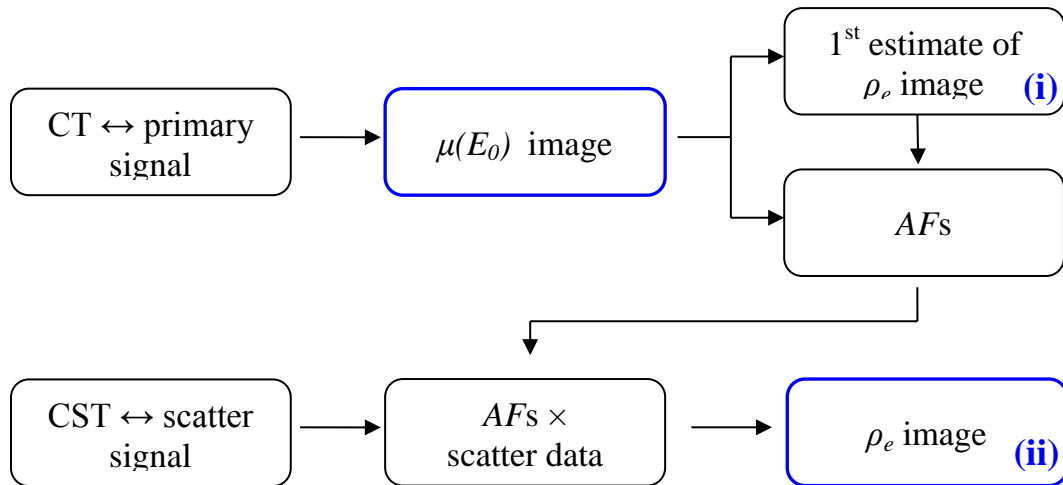 1st estimate of
ρe image (i)
CT ↔ primary
signal
μ(E0) image
AFs
CST ↔ scatter
signal
AFs ×
scatter data
ρe image (ii)